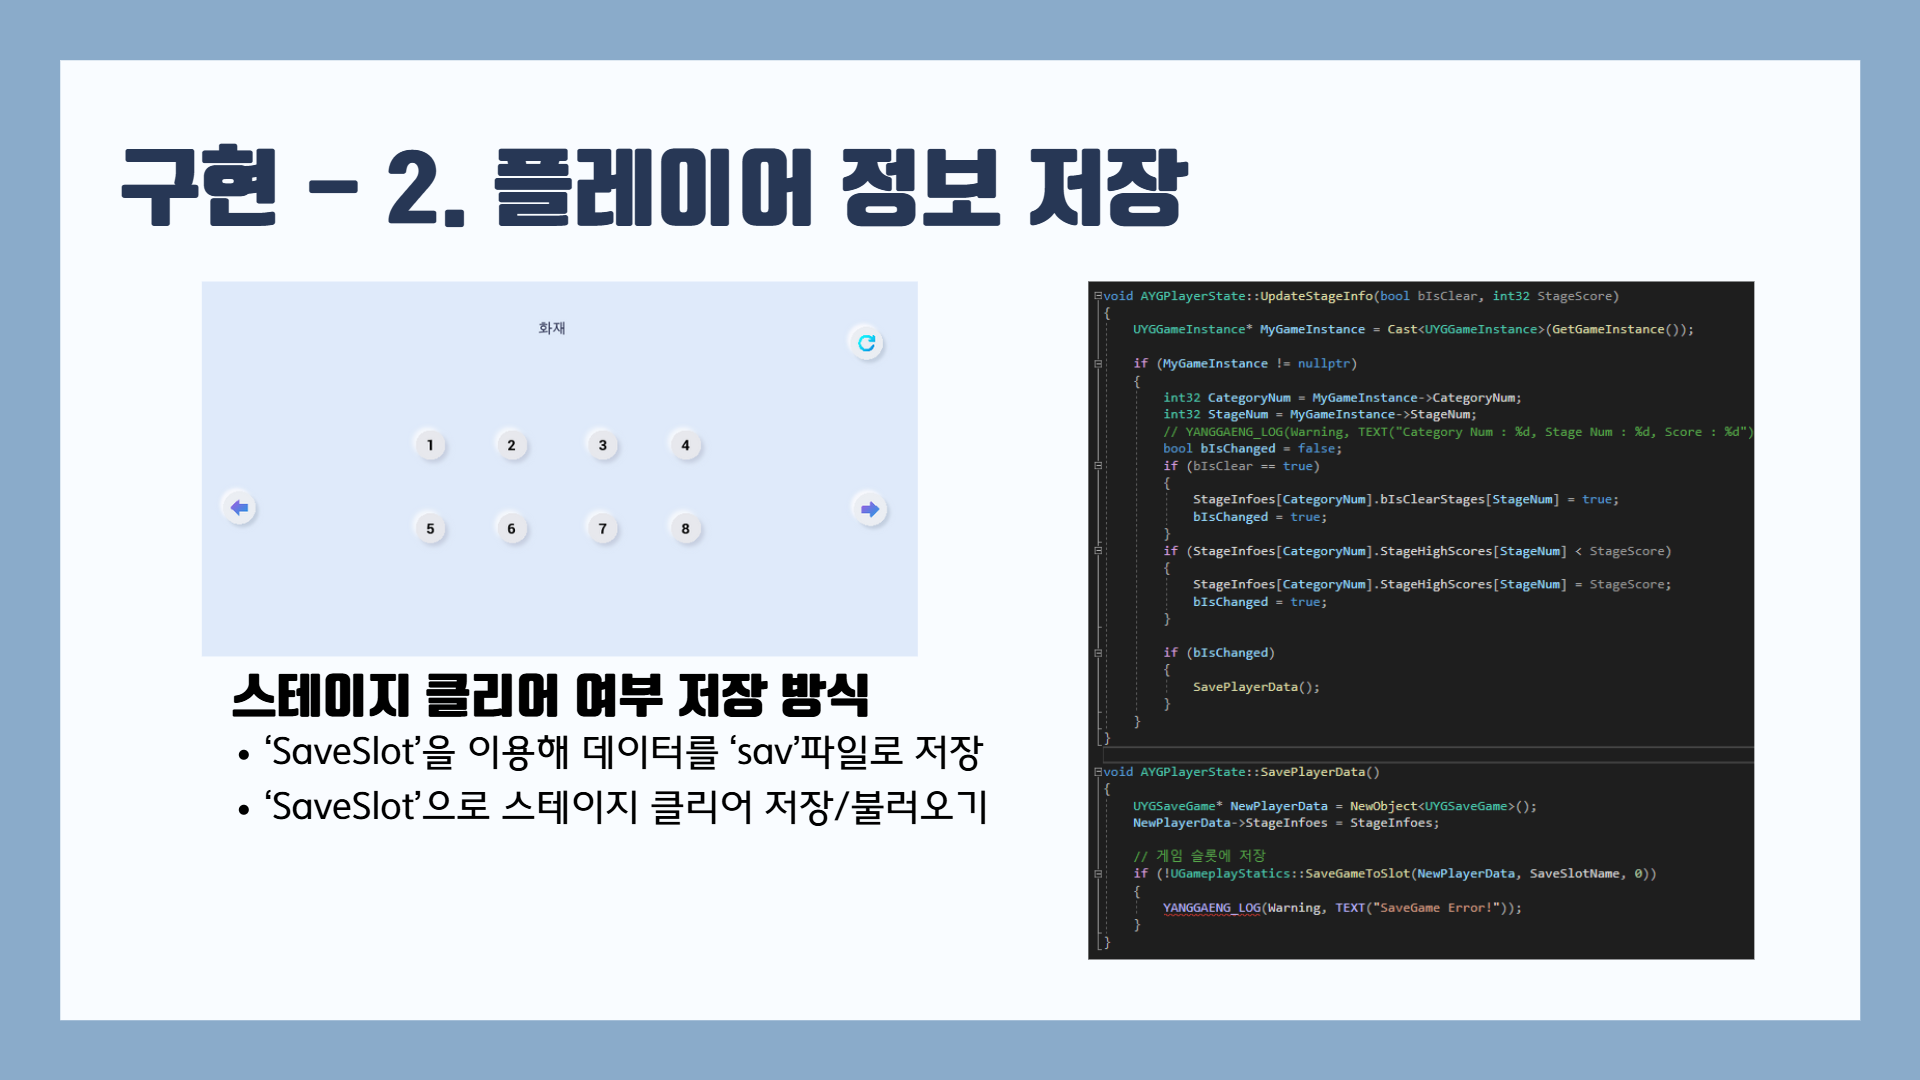 구현 - 2. 플레이어 정보 저장
화재
1 2 3 4
5 6 7 8
스테이지 클리어 여부 저장 방식
• ‘SaveSlot’을 이용해 데이터를 ‘sav’파일로 저장
• ‘SaveSlot’으로 스테이지 클리어 저장/불러오기
void AYGPlayerState::UpdateStageInfo(bool bIsClear, int32 StageScore)
{
UYGGameInstance* MyGameInstance = Cast<UYGGameInstance>(GetGameInstance());
if (MyGameInstance != nullptr)
{
int32 CategoryNum = MyGameInstance->CategoryNum;
int32 StageNum = MyGameInstance->StageNum;
// YANGGAENG_LOG(Warning, TEXT("Category Num : %d, Stage Num : %d, Score : %d")
bool bIsChanged = false;
if (bIsClear == true)
{
StageInfoes[CategoryNum].bIsClearStages[StageNum] = true;
bIsChanged = true;
}
if (StageInfoes[CategoryNum].StageHighScores[StageNum] < StageScore)
{
StageInfoes[CategoryNum].StageHighScores[StageNum] = StageScore;
bIsChanged = true;
}
if (bIsChanged)
{
SavePlayerData();
}
}
}
void AYGPlayerState::SavePlayerData()
{
UYGSaveGame* NewPlayerData = NewObject<UYGSaveGame>();
NewPlayerData->StageInfoes = StageInfoes;
// 게임 슬롯에 저장
if (!UGameplayStatics::SaveGameToSlot(NewPlayerData, SaveSlotName, 0))
{
YANGGAENG_LOG(Warning, TEXT("SaveGame Error!"));
}
}